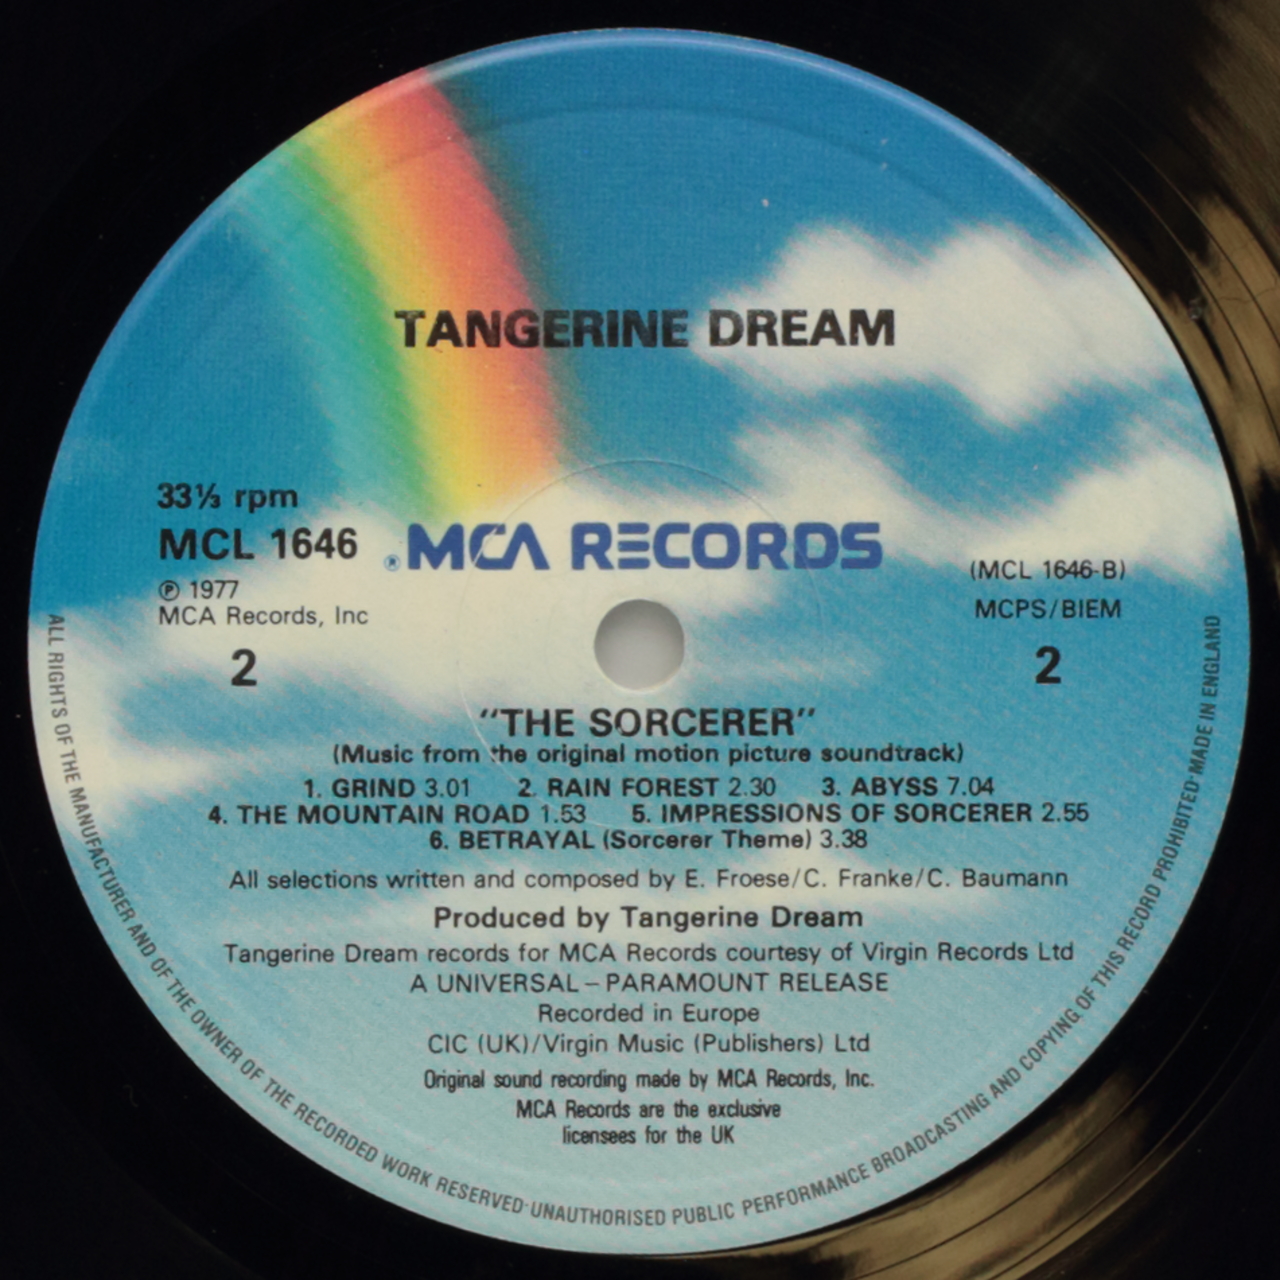 TANGERINE DREAM
33⅓ rpm
MCL 1646
℗ 1977
MCA Records, Inc
2
® MCA RECORDS
(MCL 1646-B)
MCPS/BIEM
2
"THE SORCERER"
(Music from the original motion picture soundtrack)
1. GRIND 3.01 2. RAIN FOREST 2.30 3. ABYSS 7.04
4. THE MOUNTAIN ROAD 1.53 5. IMPRESSIONS OF SORCERER 2.55
6. BETRAYAL (Sorcerer Theme) 3.38
All selections written and composed by E. Froese/C. Franke/C. Baumann
Produced by Tangerine Dream
Tangerine Dream records for MCA Records courtesy of Virgin Records Ltd
A UNIVERSAL–PARAMOUNT RELEASE
Recorded in Europe
CIC (UK)/Virgin Music (Publishers) Ltd
Original sound recording made by MCA Records, Inc.
MCA Records are the exclusive
licensees for the UK
ALL RIGHTS OF THE MANUFACTURER AND OF THE OWNER OF THE RECORDED WORK RESERVED·UNAUTHORISED PUBLIC PERFORMANCE BROADCASTING AND COPYING OF THIS RECORD PROHIBITED·MADE IN ENGLAND